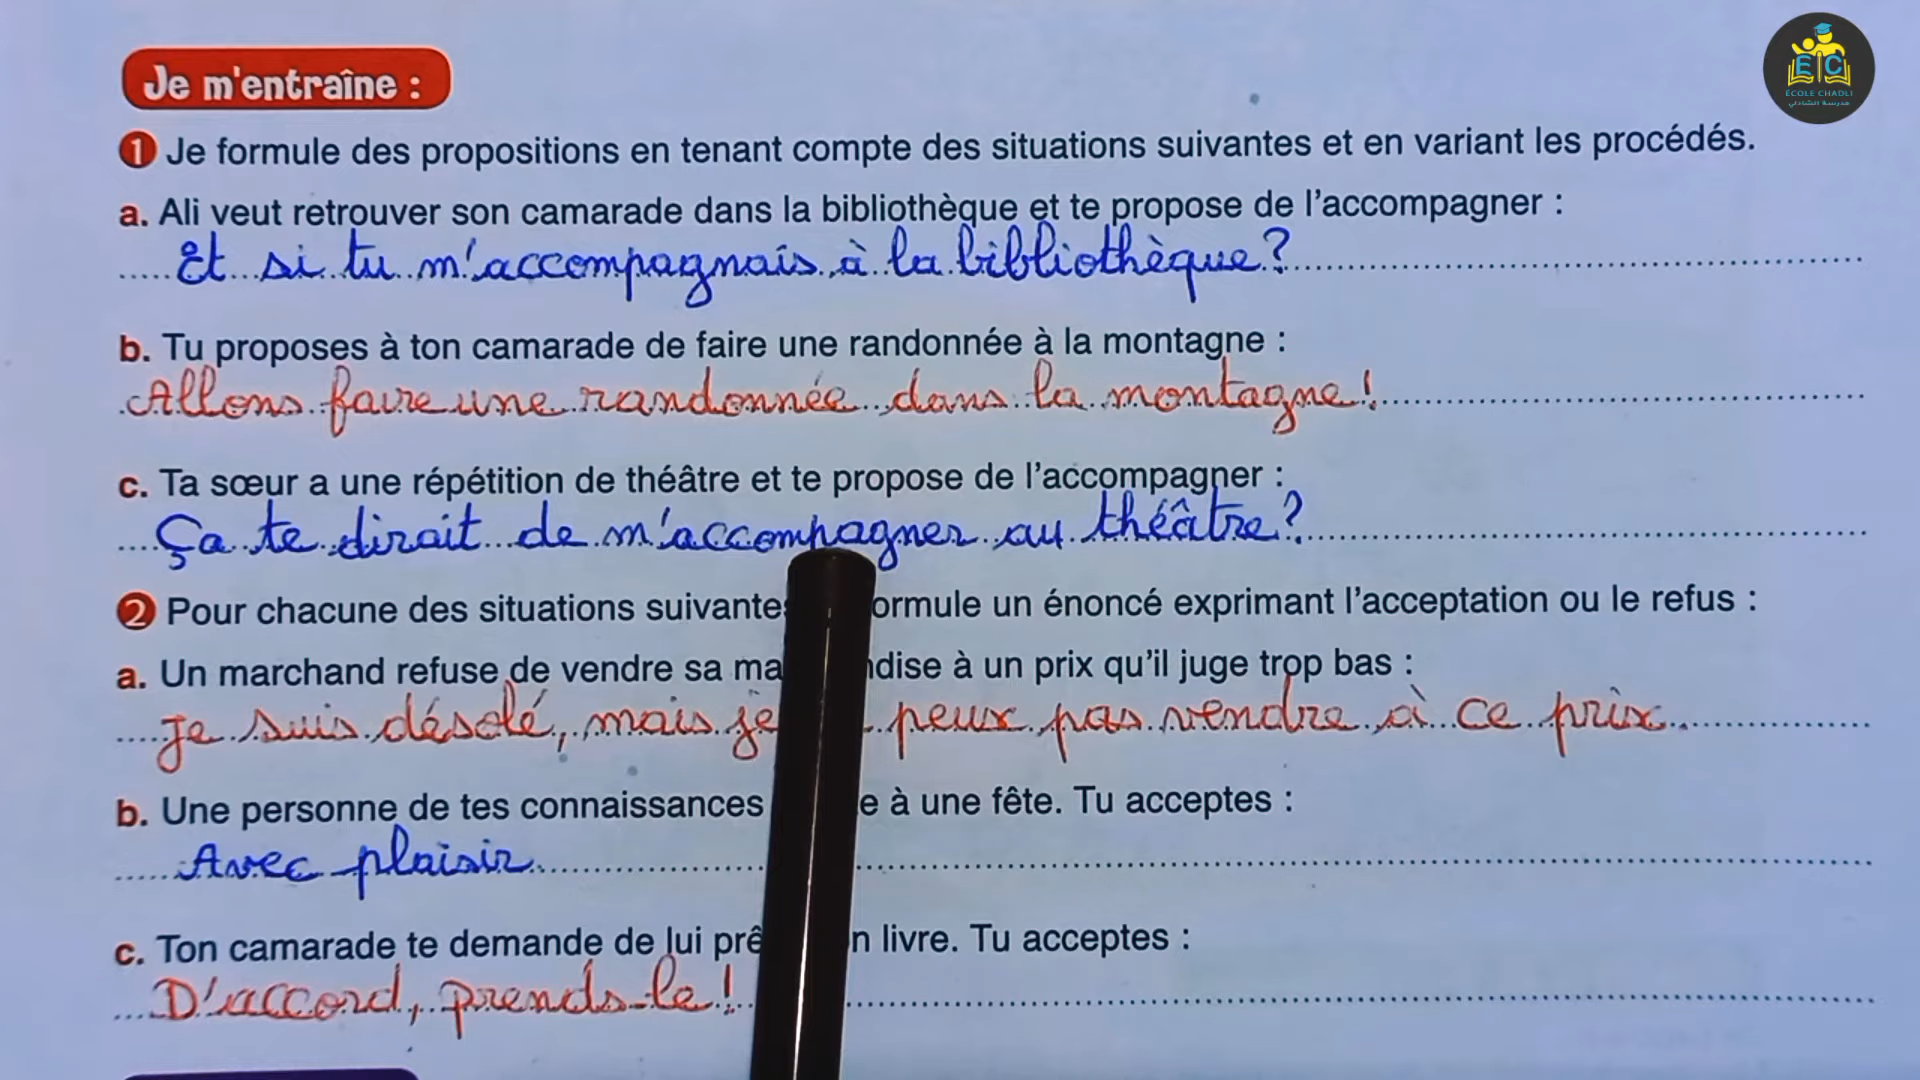 Je m'entraîne :
ECOLE CHADLI
مدرسة الشاذلي
1 Je formule des propositions en tenant compte des situations suivantes et en variant les procédés.
a. Ali veut retrouver son camarade dans la bibliothèque et te propose de l'accompagner :
Et si tu m'accompagnais à la bibliothèque ?
b. Tu proposes à ton camarade de faire une randonnée à la montagne :
Allons faire une randonnée dans la montagne !
c. Ta sœur a une répétition de théâtre et te propose de l'accompagner :
Ça te dirait de m'accompagner au théâtre ?
2 Pour chacune des situations suivantes ormule un énoncé exprimant l'acceptation ou le refus :
a. Un marchand refuse de vendre sa ma ndise à un prix qu'il juge trop bas :
Je suis désolé, mais je peux pas vendre à ce prix.
b. Une personne de tes connaissances e à une fête. Tu acceptes :
Avec plaisir.
c. Ton camarade te demande de lui prê n livre. Tu acceptes :
D'accord, prends-le !